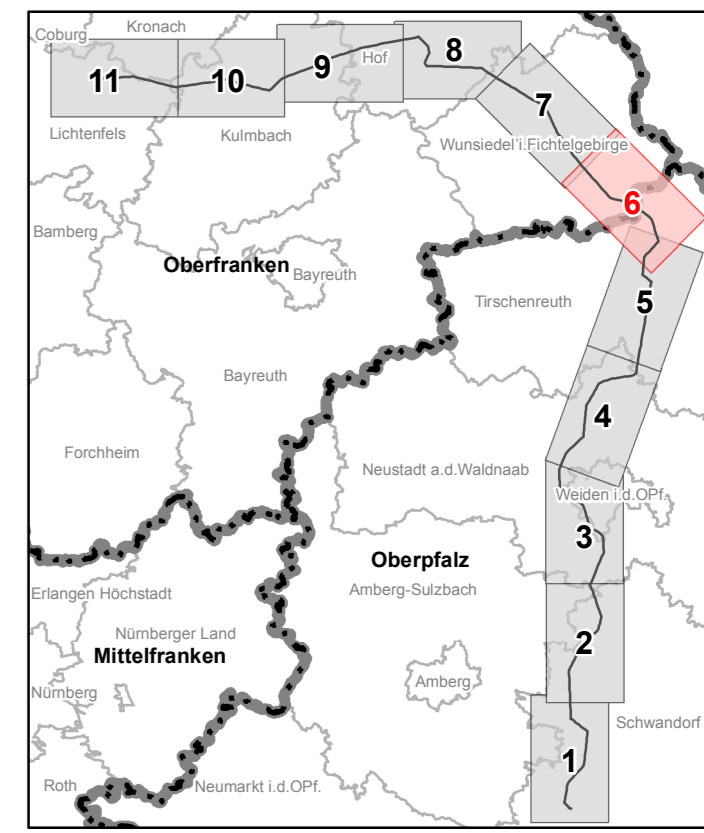 Kronach
Coburg
8
Hof
9
11
10
7
Lichtenfels
Kulmbach
Wunsiedel i.Fichtelgebirge
6
Bamberg
Oberfranken
Bayreuth
Tirschenreuth
5
Bayreuth
4
Forchheim
Neustadt a.d.Waldnaab
Weiden i.d.OPf.
3
Oberpfalz
Erlangen Höchstadt
Amberg-Sulzbach
Nürnberger Land
2
Mittelfranken
Amberg
Nürnberg
Schwandorf
1
Roth
Neumarkt i.d.OPf.